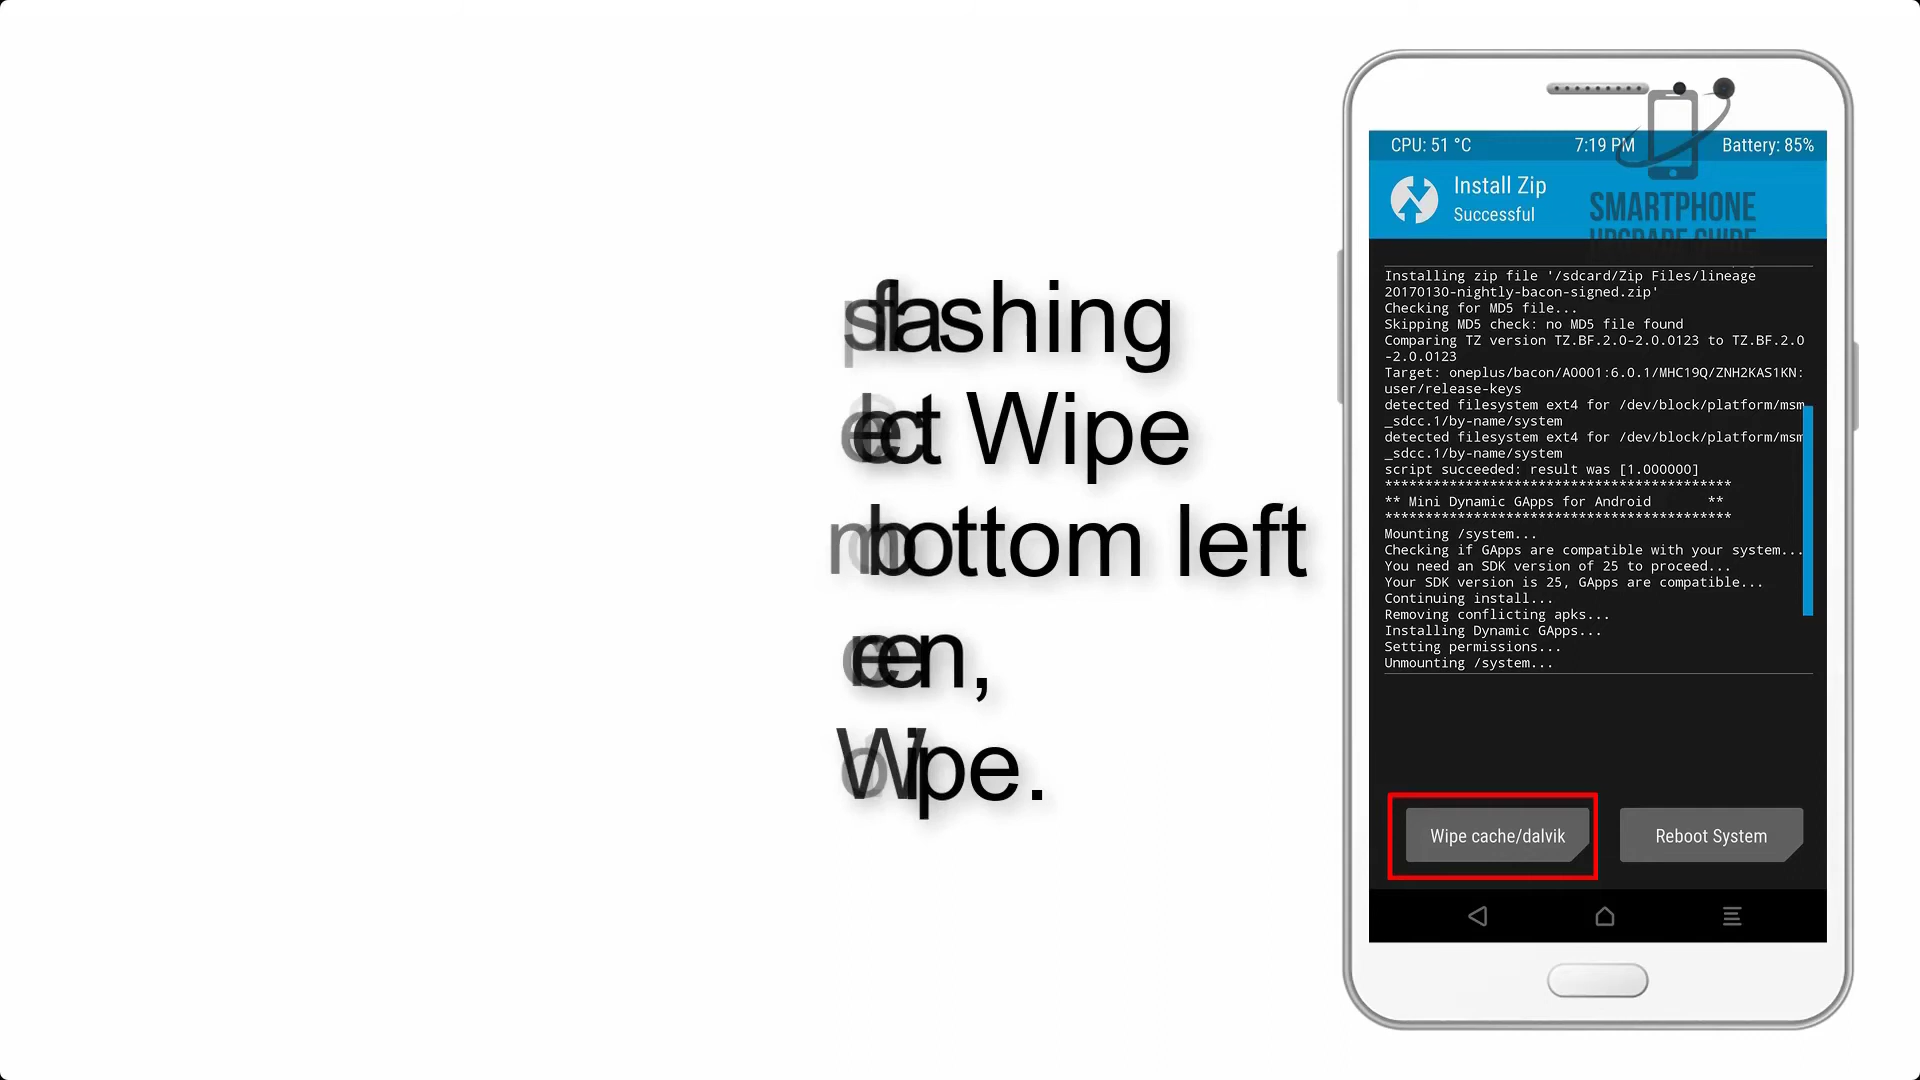 flashing
Wipe
bottom left
Wipe.
CPU: 51 °C 7:19 PM Battery: 85%
Install Zip
Successful
SMARTPHONE
UPGRADE GUIDE
Installing zip file '/sdcard/Zip Files/lineage
20170130-nightly-bacon-signed.zip'
Checking for MD5 file...
Skipping MD5 check: no MD5 file found
Comparing TZ version TZ.BF.2.0-2.0.0123 to TZ.BF.2.0
-2.0.0123
Target: oneplus/bacon/A0001:6.0.1/MHC19Q/ZNH2KAS1KN:
user/release-keys
detected filesystem ext4 for /dev/block/platform/msm
_sdcc.1/by-name/system
detected filesystem ext4 for /dev/block/platform/msm
_sdcc.1/by-name/system
script succeeded: result was [1.000000]
*******************************************
** Mini Dynamic GApps for Android **
*******************************************
Mounting /system...
Checking if GApps are compatible with your system...
You need an SDK version of 25 to proceed...
Your SDK version is 25, GApps are compatible...
Continuing install...
Removing conflicting apks...
Installing Dynamic GApps...
Setting permissions...
Unmounting /system...
Wipe cache/dalvik
Reboot System